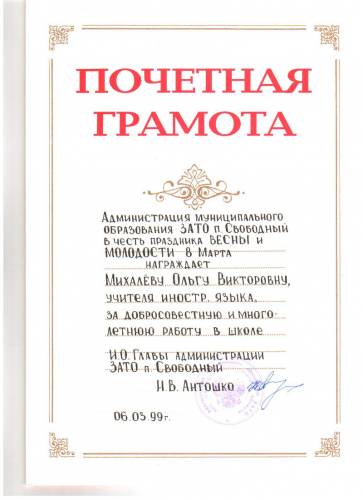 ПОЧЕТНАЯ
ГРАМОТА
Администрация муниципального
образования ЗАТО п. Свободный
в честь праздника ВЕСНЫ и
МОЛОДОСТИ 8 Марта
награждает
Михалёву Ольгу Викторовну,
учителя иностр. языка,
за добросовестную и много-
летнюю работу в школе
И.О. Главы администрации
ЗАТО п. Свободный
Н.В. Антошко
06.03.99г.